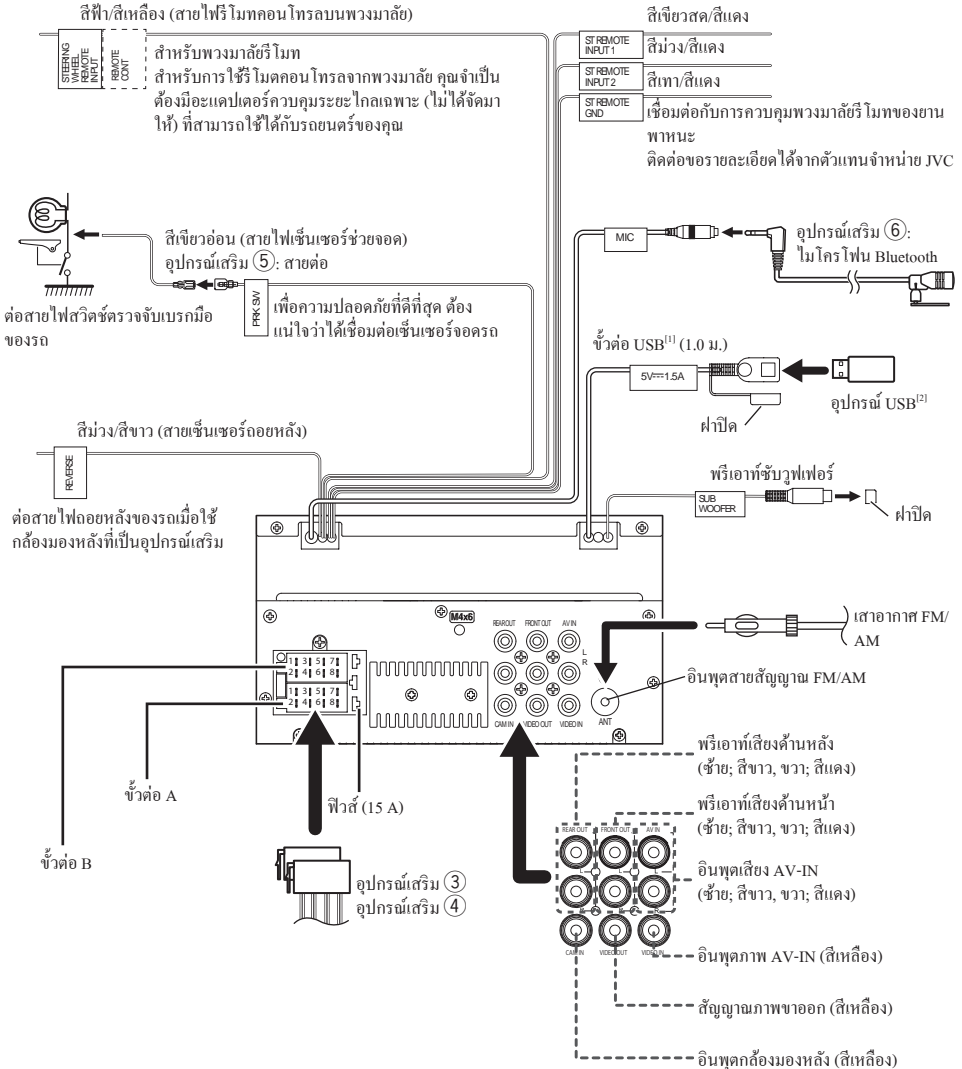 สีฟ้า/สีเหลือง (สายไฟรีโมทคอนโทรลบนพวงมาลัย)
STEERING
WHEEL
REMOTE
INPUT
REMOTE
CONT
สำหรับพวงมาลัยรีโมท
สำหรับการใช้รีโมตคอนโทรลจากพวงมาลัย คุณจำเป็น
ต้องมีอะแดปเตอร์ควบคุมระยะไกลเฉพาะ (ไม่ได้จัดมา
ให้) ที่สามารถใช้ได้กับรถยนตร์ของคุณ
สีเขียวสด/สีแดง
ST REMOTE
INPUT 1
สีม่วง/สีแดง
ST REMOTE
INPUT 2
สีเทา/สีแดง
ST REMOTE
GND
เชื่อมต่อกับการควบคุมพวงมาลัยรีโมทของยาน
พาหนะ
ติดต่อขอรายละเอียดได้จากตัวแทนจำหน่าย JVC
สีเขียวอ่อน (สายไฟเซ็นเซอร์ช่วยจอด)
อุปกรณ์เสริม ⑤: สายต่อ
PRK SW
เพื่อความปลอดภัยที่ดีที่สุด ต้อง
แน่ใจว่าได้เชื่อมต่อเซ็นเซอร์จอดรถ
ต่อสายไฟสวิตช์ตรวจจับเบรกมือ
ของรถ
MIC
อุปกรณ์เสริม ⑥:
ไมโครโฟน Bluetooth
ขั้วต่อ USB[1] (1.0 ม.)
5V⎓1.5A
ฝาปิด
อุปกรณ์ USB[2]
สีม่วง/สีขาว (สายเซ็นเซอร์ถอยหลัง)
REVERSE
ต่อสายไฟถอยหลังของรถเมื่อใช้
กล้องมองหลังที่เป็นอุปกรณ์เสริม
พรีเอาท์ซับวูฟเฟอร์
SUB
WOOFER
ฝาปิด
M4x6
REAR OUT FRONT OUT AV IN
L
R
CAM IN VIDEO OUT VIDEO IN
ANT
1 3 5 7
2 4 6 8
1 3 5 7
2 4 6 8
เสาอากาศ FM/
AM
อินพุตสายสัญญาณ FM/AM
ขั้วต่อ A
ขั้วต่อ B
ฟิวส์ (15 A)
อุปกรณ์เสริม ③
อุปกรณ์เสริม ④
REAR OUT FRONT OUT AV IN
L L L
R R R
CAM IN VIDEO OUT VIDEO IN
พรีเอาท์เสียงด้านหลัง
(ซ้าย; สีขาว, ขวา; สีแดง)
พรีเอาท์เสียงด้านหน้า
(ซ้าย; สีขาว, ขวา; สีแดง)
อินพุตเสียง AV-IN
(ซ้าย; สีขาว, ขวา; สีแดง)
อินพุตภาพ AV-IN (สีเหลือง)
สัญญาณภาพขาออก (สีเหลือง)
อินพุตกล้องมองหลัง (สีเหลือง)